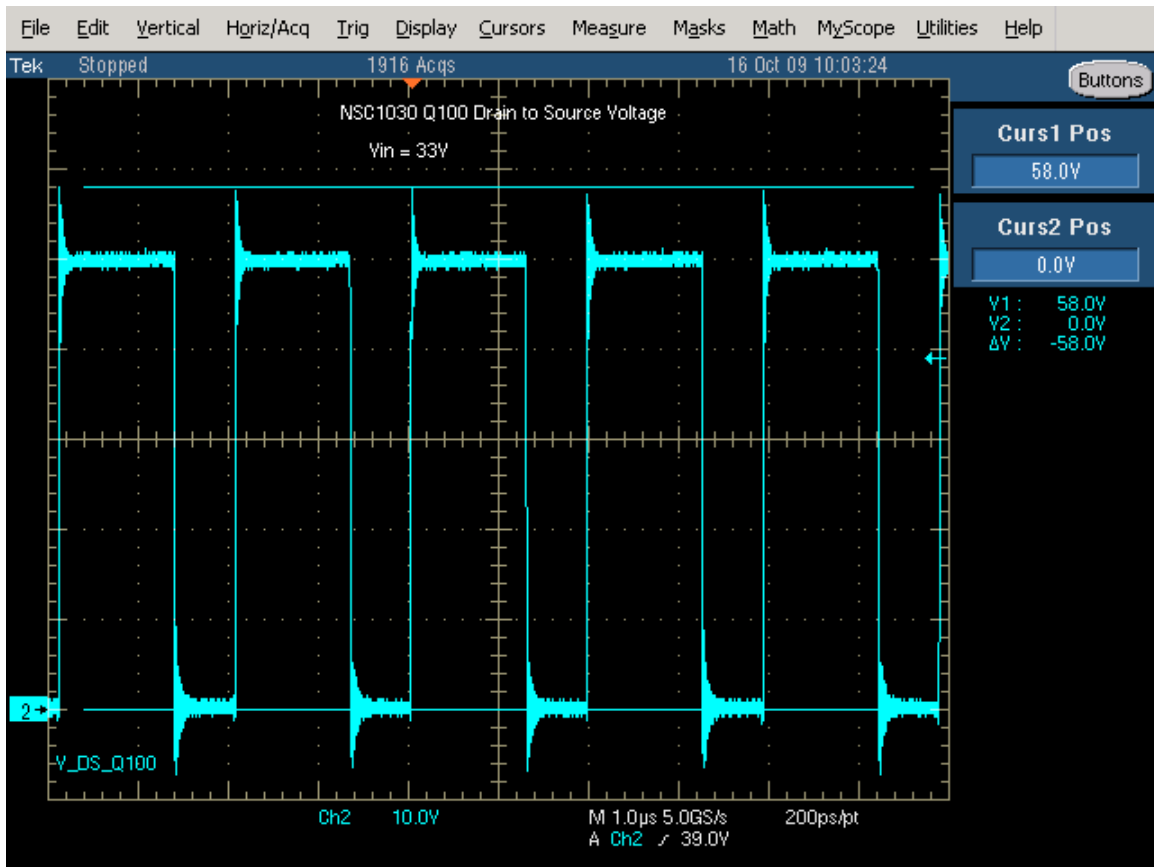 File Edit Vertical Horiz/Acq Trig Display Cursors Measure Masks Math MyScope Utilities Help
Tek Stopped 1916 Acqs 16 Oct 09 10:03:24
Buttons
NSC1030 Q100 Drain to Source Voltage
Vin = 33V
Curs1 Pos
58.0V
Curs2 Pos
0.0V
V1 : 58.0V
V2 : 0.0V
ΔV : -58.0V
2
V_DS_Q100
Ch2 10.0V M 1.0µs 5.0GS/s 200ps/pt
A Ch2 / 39.0V